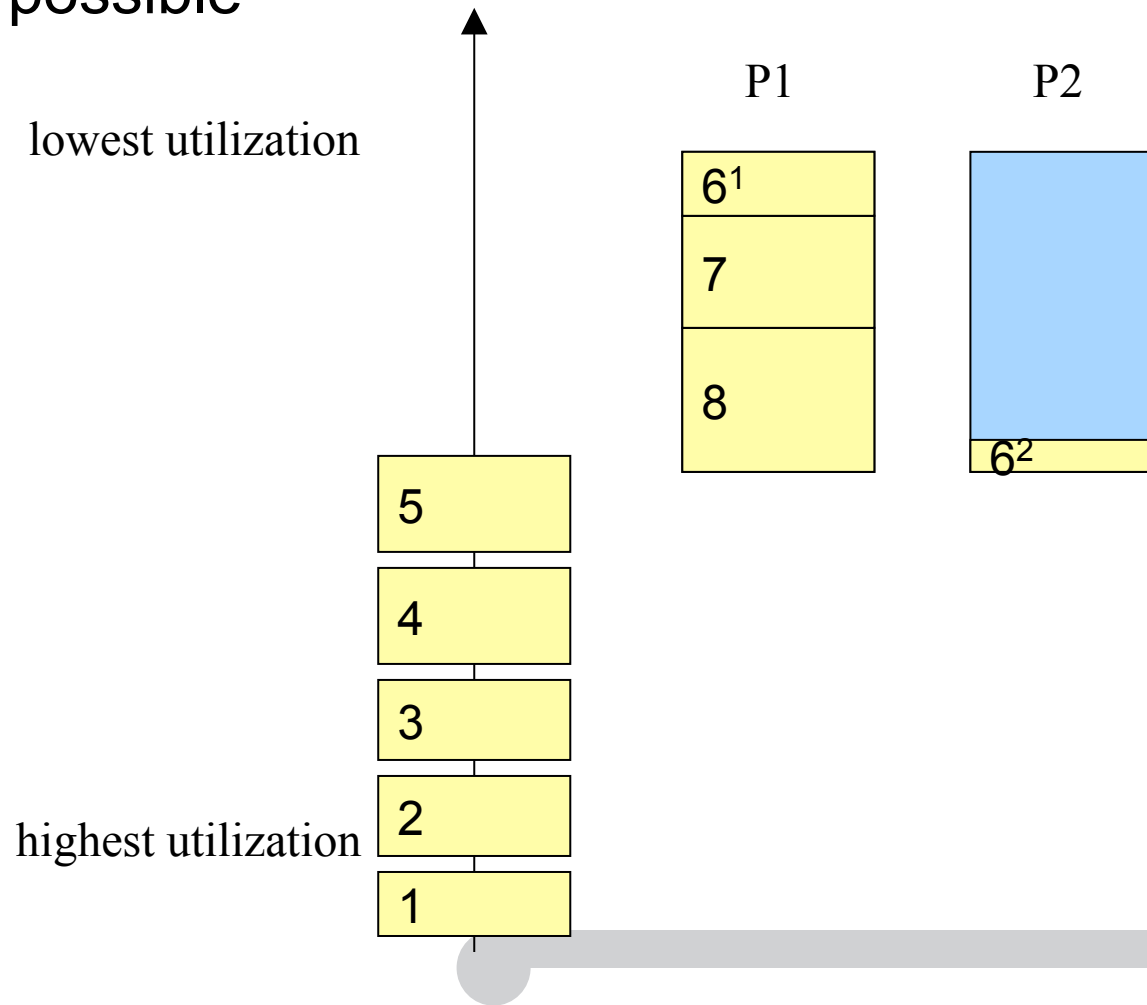 possible
P1 P2
lowest utilization
6¹
7
8
6²
5
4
3
2
highest utilization
1